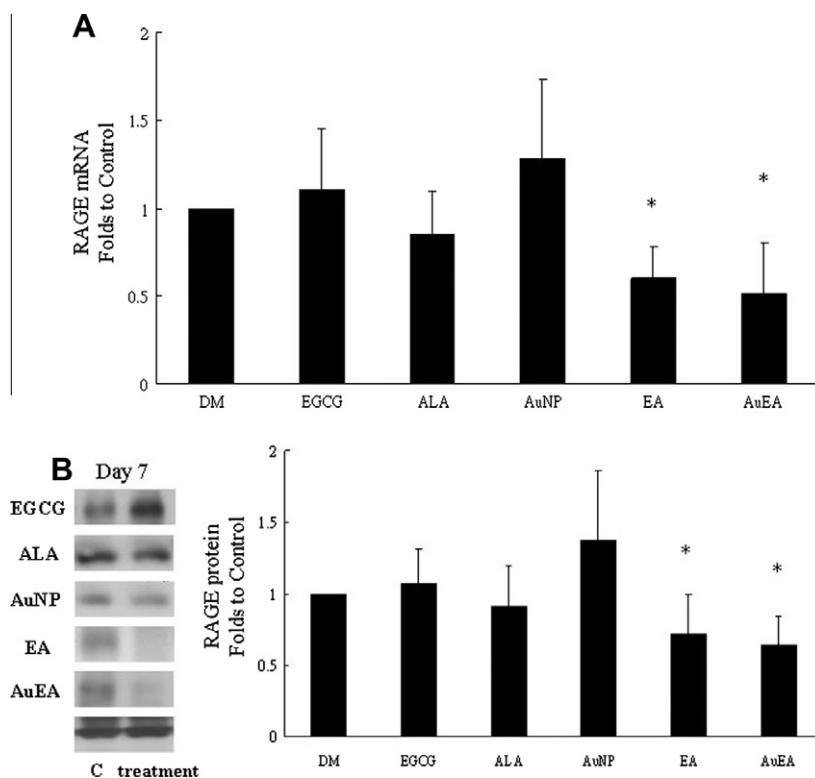 A
2
1.5
1
0.5
0
RAGE mRNA
Folds to Control
DM EGCG ALA AuNP EA AuEA
* *
B
Day 7
EGCG
ALA
AuNP
EA
AuEA
C treatment
2
1.5
1
0.5
0
RAGE protein
Folds to Control
* *
DM EGCG ALA AuNP EA AuEA